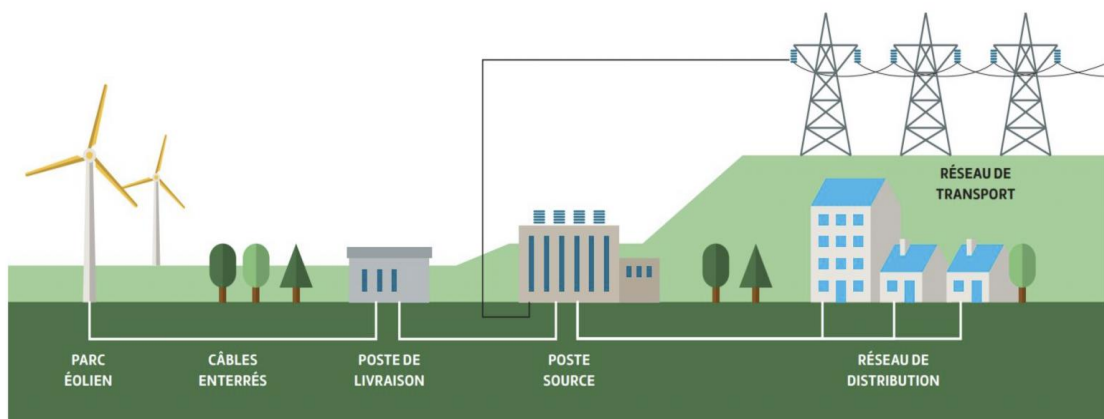 RÉSEAU DE
TRANSPORT
PARC
ÉOLIEN
CÂBLES
ENTERRÉS
POSTE DE
LIVRAISON
POSTE
SOURCE
RÉSEAU DE
DISTRIBUTION